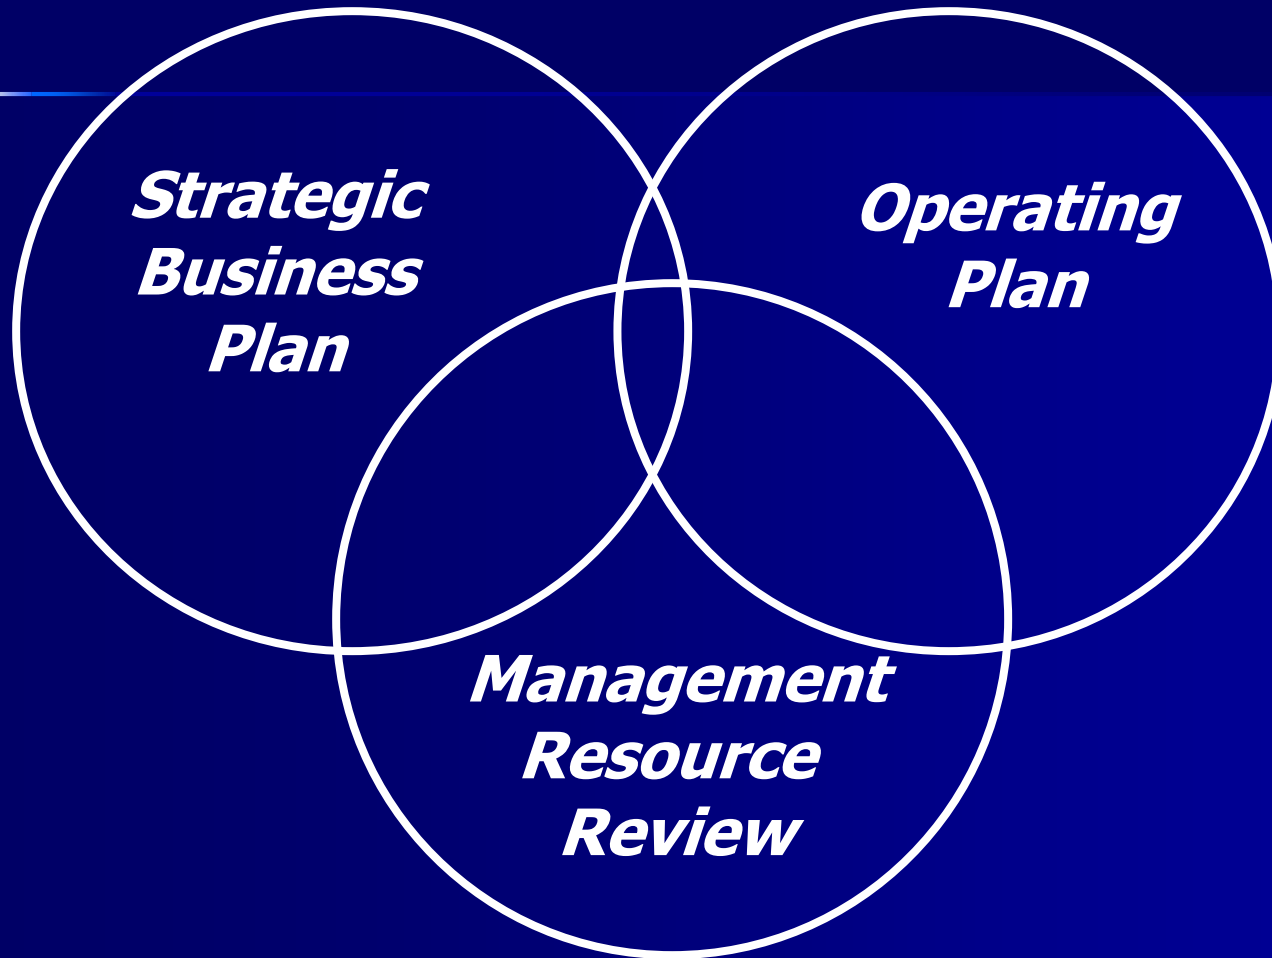 Strategic
Business
Plan
Operating
Plan
Management
Resource
Review